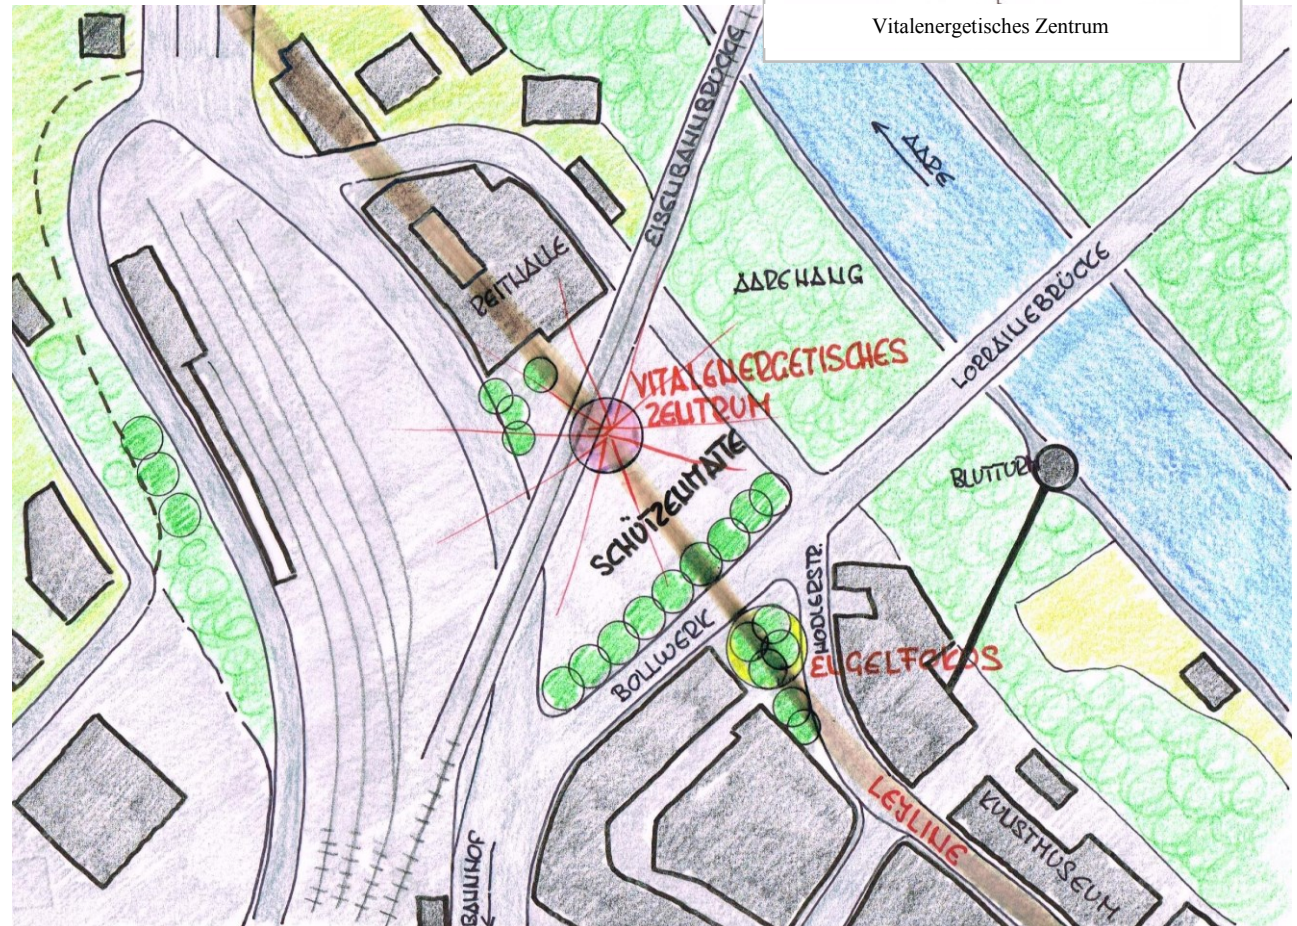 Vitalenergetisches Zentrum
EISENBAHNBRÜCKE
AARE
REITHALLE
AAREHANG
LORRAINEBRÜCKE
VITALENERGETISCHES
ZENTRUM
SCHÜTZENMATTE
BLUTTURM
BOLLWERK
HODLERSTR.
ENGELFOKUS
LEYLINE
KUNSTMUSEUM
BAHNHOF